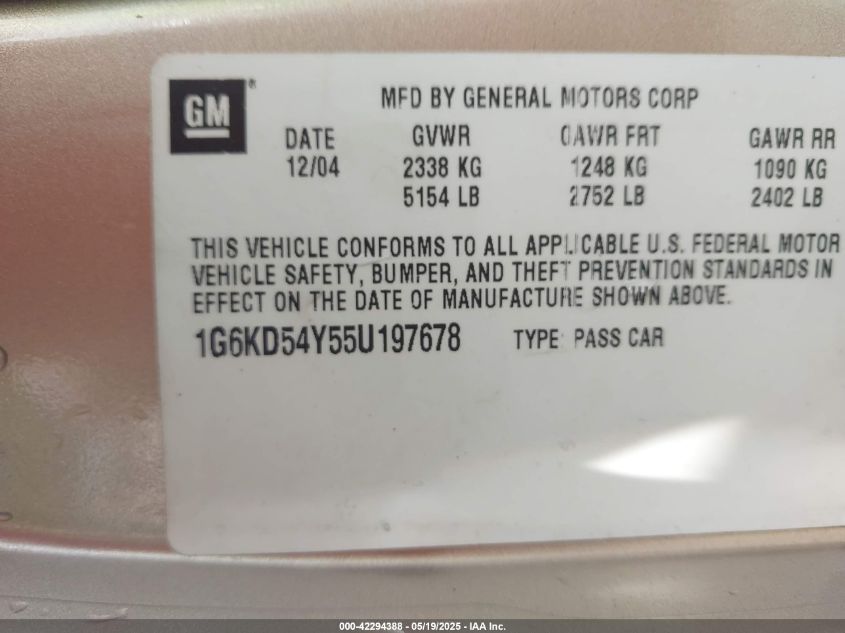 GM®
MFD BY GENERAL MOTORS CORP
DATE GVWR GAWR FRT GAWR RR
12/04 2338 KG 1248 KG 1090 KG
5154 LB 2752 LB 2402 LB
THIS VEHICLE CONFORMS TO ALL APPLICABLE U.S. FEDERAL MOTOR
VEHICLE SAFETY, BUMPER, AND THEFT PREVENTION STANDARDS IN
EFFECT ON THE DATE OF MANUFACTURE SHOWN ABOVE.
1G6KD54Y55U197678 TYPE: PASS CAR
000-42294388 - 05/19/2025 - IAA Inc.